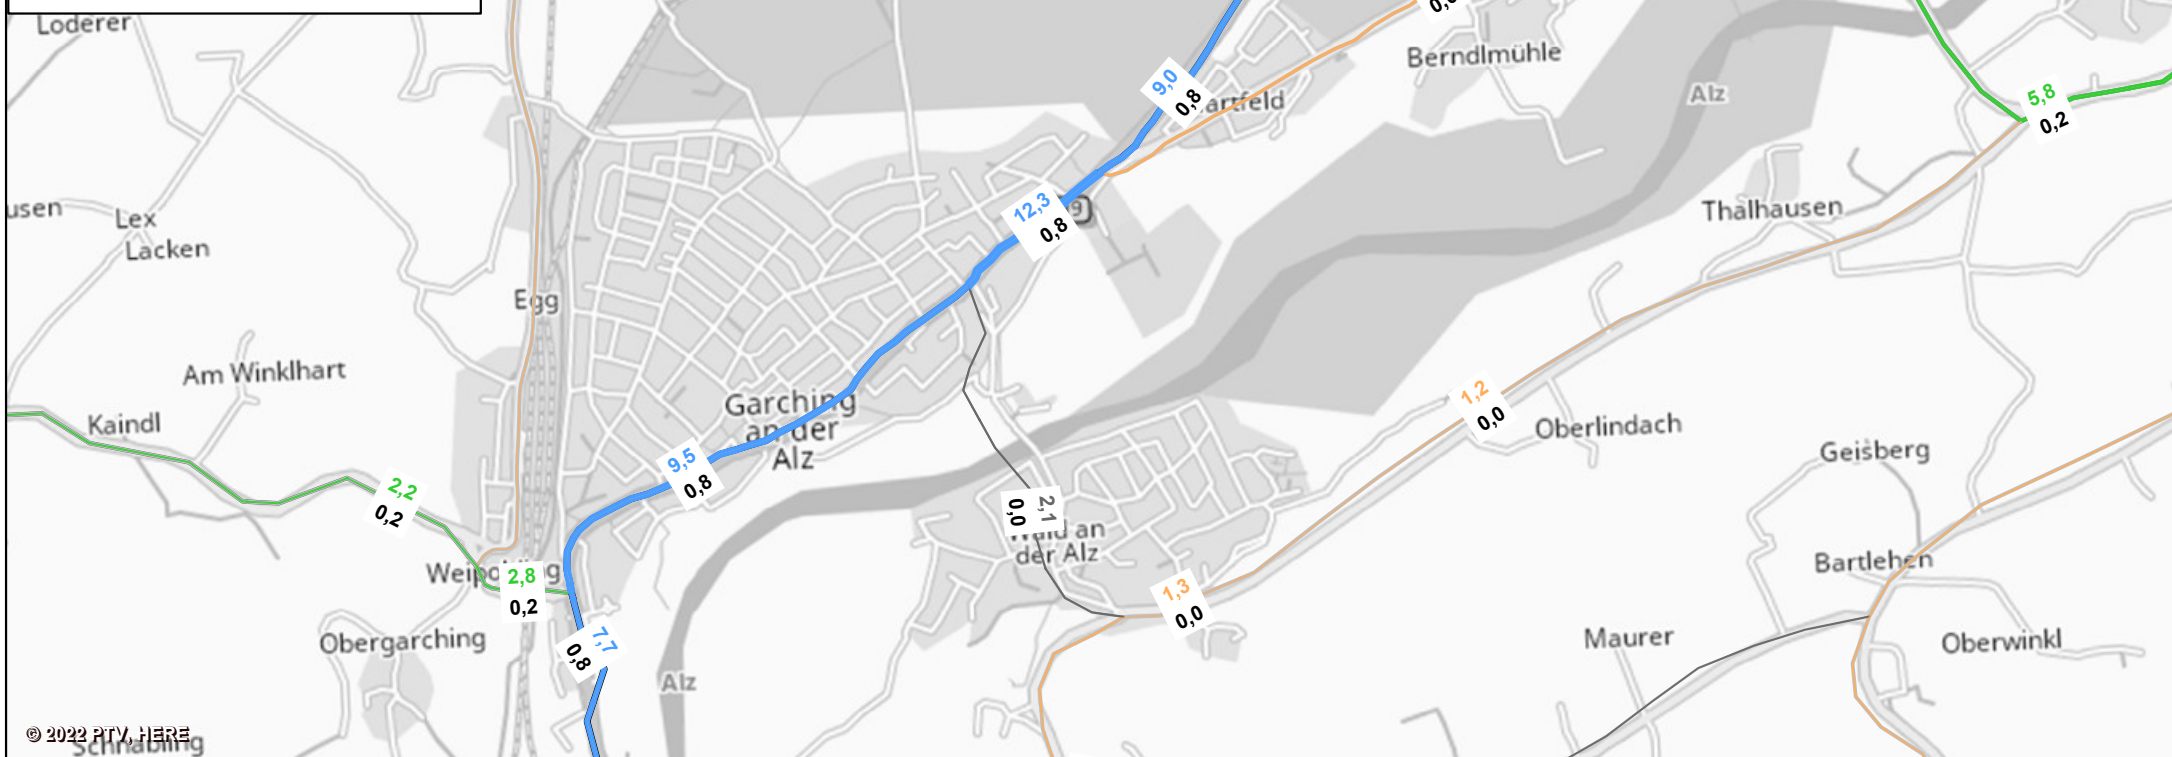 Loderer
Berndlmühle
Alz
9,0
0,8
artfeld
5,8
0,2
usen
Lex
Lacken
12,3
0,8
9
Thalhausen
Egg
Am Winklhart
Kaindl
Garching
an der
Alz
1,2
0,0
Oberlindach
Geisberg
9,5
0,8
2,2
0,2
2,1
0,0
Wald an
der Alz
Bartlehen
2,8
0,2
1,3
0,0
Obergarching
7,7
0,8
Maurer
Oberwinkl
Alz
© 2022 PTV, HERE
Schnabling